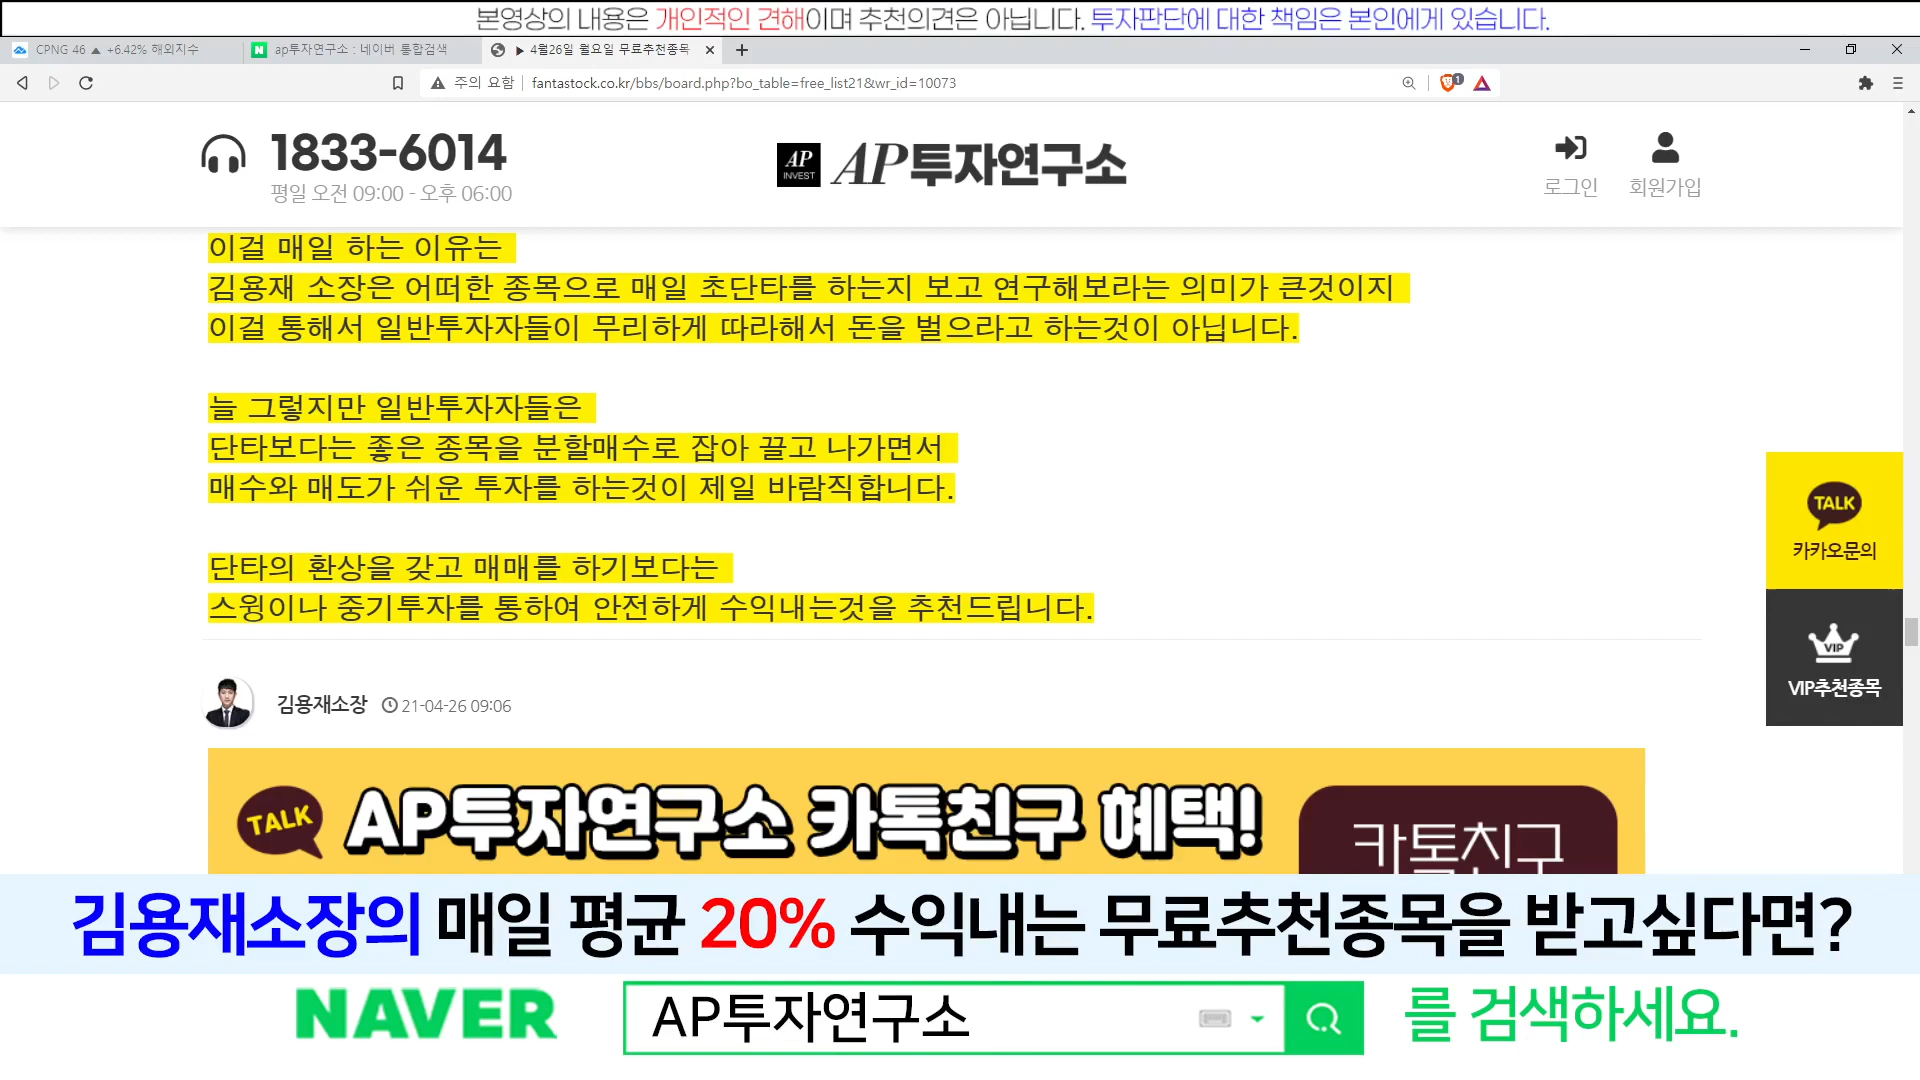 본영상의 내용은 개인적인 견해이며 추천의견은 아닙니다. 투자판단에 대한 책임은 본인에게 있습니다.
CPNG 46 ▲ +6.42% 해외지수
ap투자연구소 : 네이버 통합검색
▶ 4월26일 월요일 무료추천종목
주의 요함
fantastock.co.kr/bbs/board.php?bo_table=free_list21&wr_id=10073
1
1833-6014
평일 오전 09:00 - 오후 06:00
AP INVEST
AP투자연구소
로그인
회원가입
이걸 매일 하는 이유는
김용재 소장은 어떠한 종목으로 매일 초단타를 하는지 보고 연구해보라는 의미가 큰것이지
이걸 통해서 일반투자자들이 무리하게 따라해서 돈을 벌으라고 하는것이 아닙니다.
늘 그렇지만 일반투자자들은
단타보다는 좋은 종목을 분할매수로 잡아 끌고 나가면서
매수와 매도가 쉬운 투자를 하는것이 제일 바람직합니다.
단타의 환상을 갖고 매매를 하기보다는
스윙이나 중기투자를 통하여 안전하게 수익내는것을 추천드립니다.
TALK
카카오문의
VIP
VIP추천종목
김용재소장 21-04-26 09:06
TALK AP투자연구소 카톡친구 혜택!
카톡친구
김용재소장의 매일 평균 20% 수익내는 무료추천종목을 받고싶다면?
NAVER AP투자연구소 를 검색하세요.